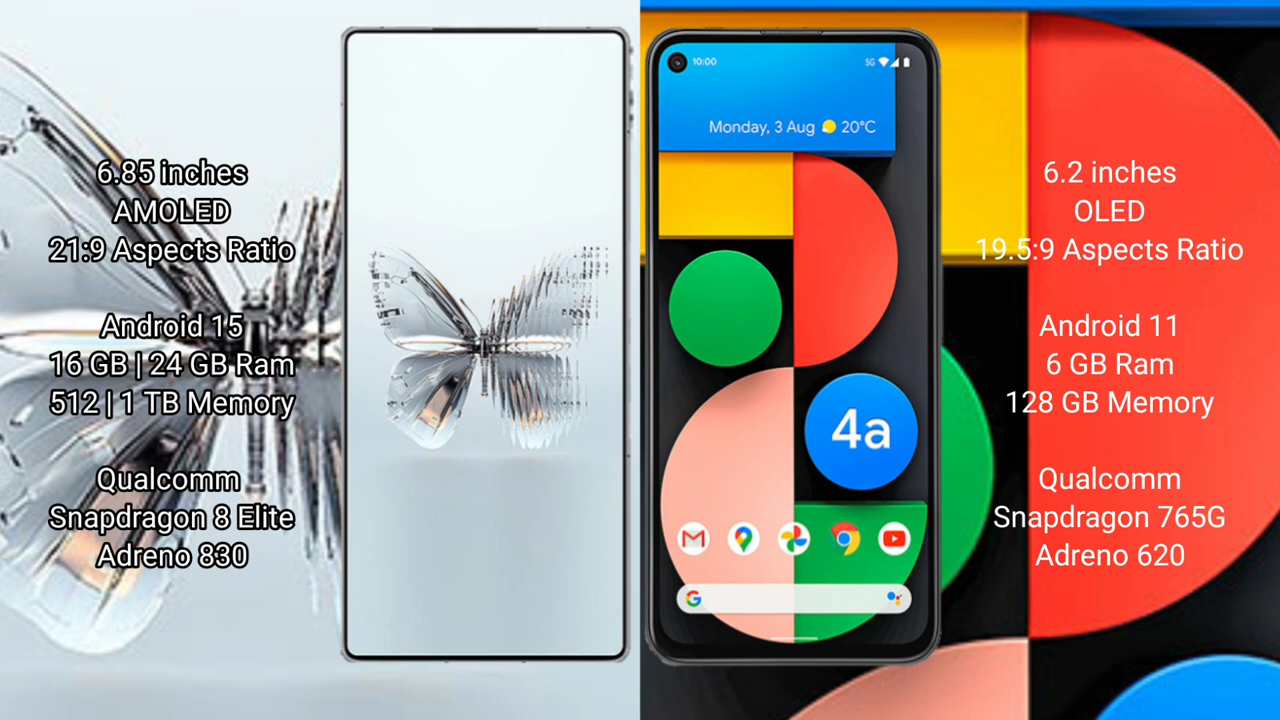 6.85 inches
AMOLED
21:9 Aspects Ratio
Android 15
16 GB | 24 GB Ram
512 | 1 TB Memory
Qualcomm
Snapdragon 8 Elite
Adreno 830
10:00
5G
Monday, 3 Aug 20°C
4a
6.2 inches
OLED
19.5:9 Aspects Ratio
Android 11
6 GB Ram
128 GB Memory
Qualcomm
Snapdragon 765G
Adreno 620